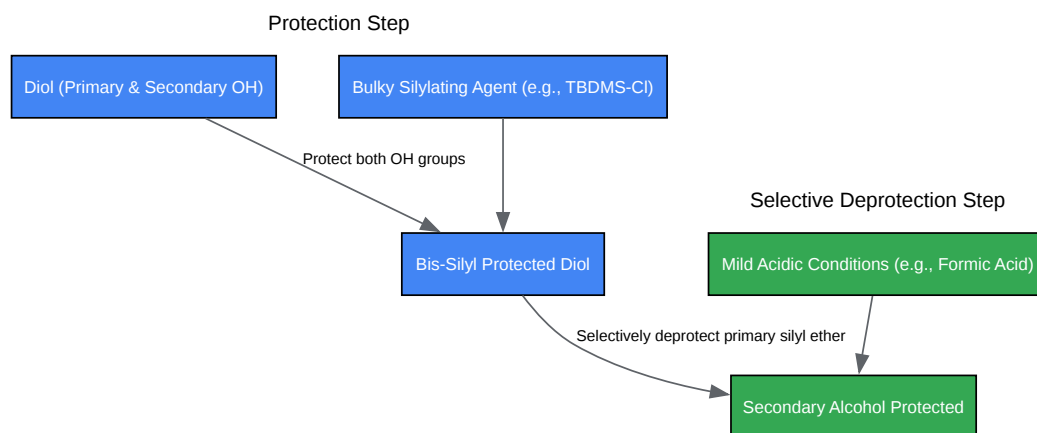 Protection Step
Diol (Primary & Secondary OH)
Bulky Silylating Agent (e.g., TBDMS-Cl)
Protect both OH groups
Selective Deprotection Step
Bis-Silyl Protected Diol
Mild Acidic Conditions (e.g., Formic Acid)
Selectively deprotect primary silyl ether
Secondary Alcohol Protected